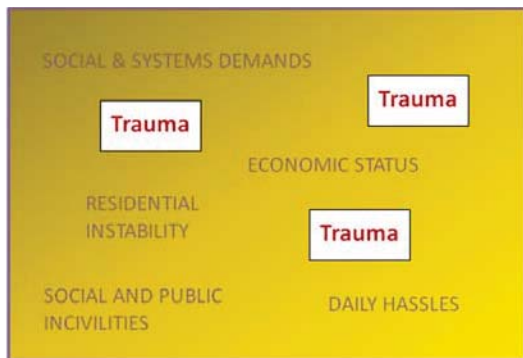 SOCIAL & SYSTEMS DEMANDS
Trauma
Trauma
ECONOMIC STATUS
RESIDENTIAL
INSTABILITY
Trauma
SOCIAL AND PUBLIC
INCIVILITIES
DAILY HASSLES